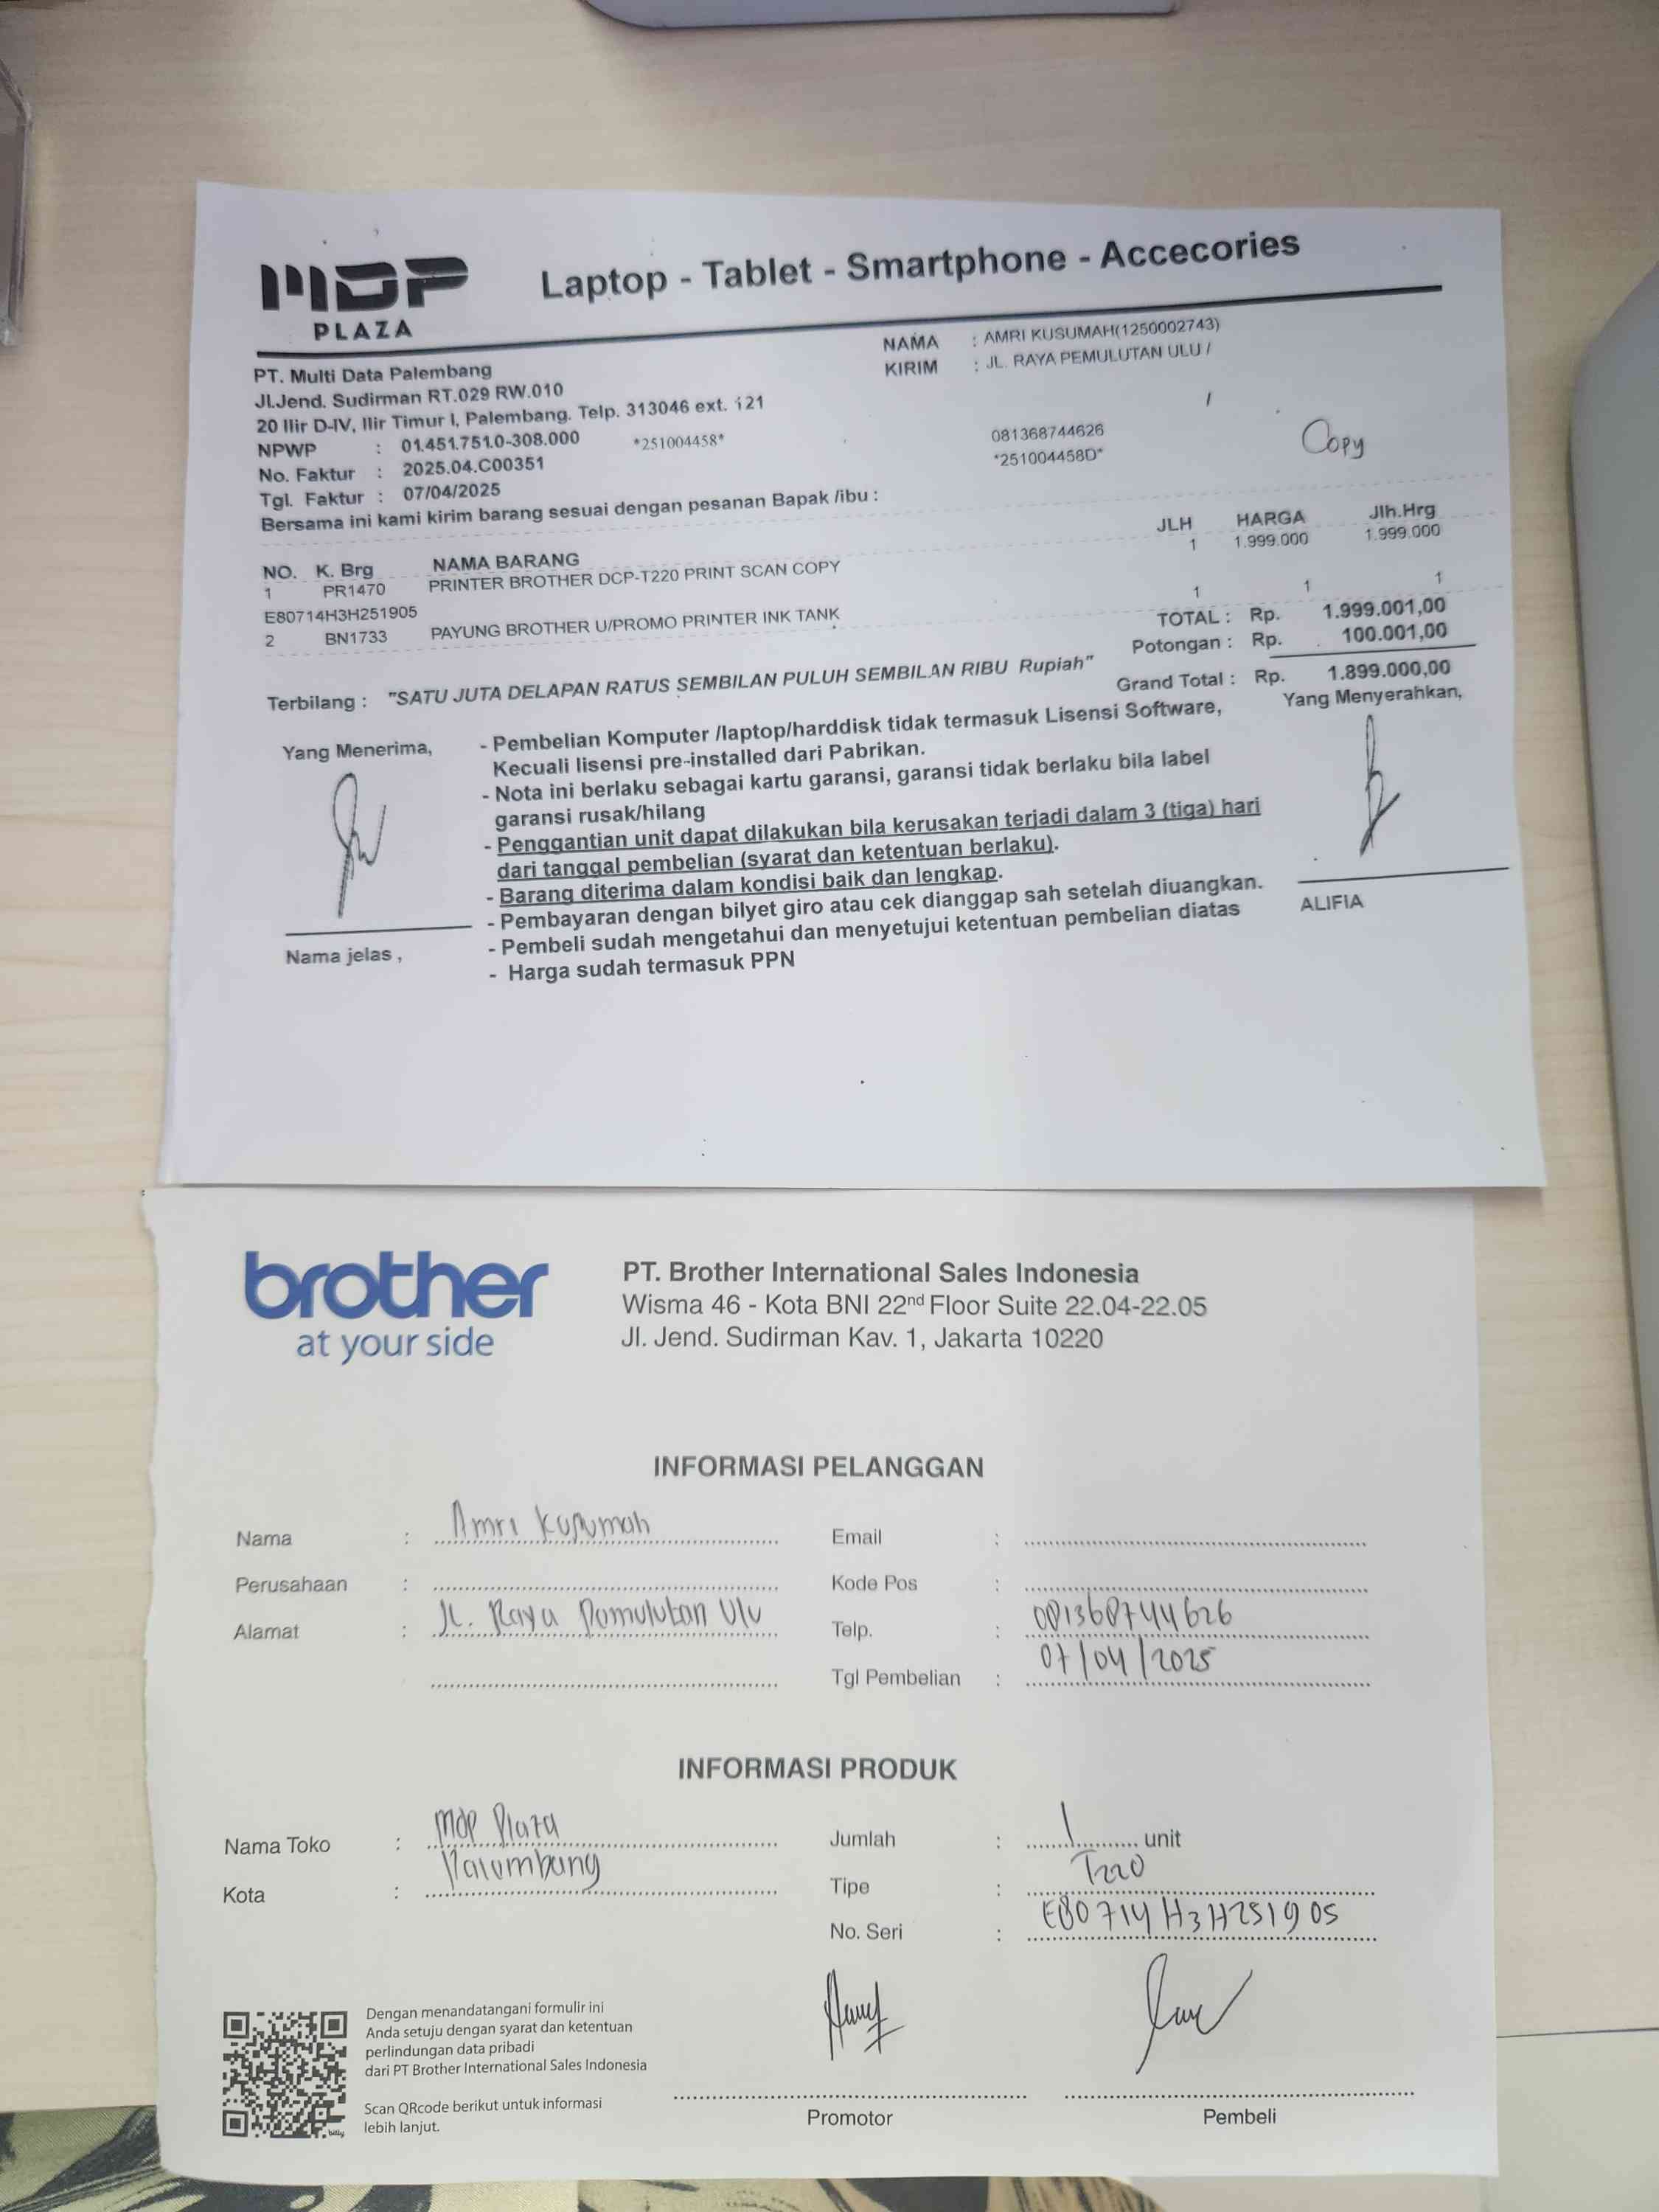 MDP Laptop - Tablet - Smartphone - Accecories
PLAZA
PT. Multi Data Palembang
Jl.Jend. Sudirman RT.029 RW.010
20 Ilir D-IV, Ilir Timur I, Palembang. Telp. 313046 ext. 121
NPWP : 01.451.751.0-308.000 *251004458*
No. Faktur : 2025.04.C00351
Tgl. Faktur : 07/04/2025
NAMA : AMRI KUSUMAH(1250002743)
KIRIM : JL. RAYA PEMULUTAN ULU /
/
081368744626
*251004458D*
Copy
Bersama ini kami kirim barang sesuai dengan pesanan Bapak /ibu :
NO. K. Brg NAMA BARANG JLH HARGA Jlh.Hrg
1 PR1470 PRINTER BROTHER DCP-T220 PRINT SCAN COPY 1 1.999.000 1.999.000
E80714H3H251905
2 BN1733 PAYUNG BROTHER U/PROMO PRINTER INK TANK 1 1 1
TOTAL : Rp. 1.999.001,00
Potongan : Rp. 100.001,00
Grand Total : Rp. 1.899.000,00
Terbilang : "SATU JUTA DELAPAN RATUS SEMBILAN PULUH SEMBILAN RIBU Rupiah"
Yang Menerima,
Yang Menyerahkan,
- Pembelian Komputer /laptop/harddisk tidak termasuk Lisensi Software,
Kecuali lisensi pre-installed dari Pabrikan.
- Nota ini berlaku sebagai kartu garansi, garansi tidak berlaku bila label
garansi rusak/hilang
- Penggantian unit dapat dilakukan bila kerusakan terjadi dalam 3 (tiga) hari
dari tanggal pembelian (syarat dan ketentuan berlaku).
- Barang diterima dalam kondisi baik dan lengkap.
- Pembayaran dengan bilyet giro atau cek dianggap sah setelah diuangkan.
- Pembeli sudah mengetahui dan menyetujui ketentuan pembelian diatas
- Harga sudah termasuk PPN
Nama jelas ,
ALIFIA
brother
at your side
PT. Brother International Sales Indonesia
Wisma 46 - Kota BNI 22nd Floor Suite 22.04-22.05
Jl. Jend. Sudirman Kav. 1, Jakarta 10220
INFORMASI PELANGGAN
Nama : Amri Kusumah
Perusahaan :
Alamat : Jl. Raya Pemulutan Ulu
Email :
Kode Pos :
Telp. : 081368744626
Tgl Pembelian : 07/04/2025
INFORMASI PRODUK
Nama Toko : MDP Plaza
Kota : Palembang
Jumlah : 1 unit
Tipe : T220
No. Seri : E80714H3H251905
Dengan menandatangani formulir ini
Anda setuju dengan syarat dan ketentuan
perlindungan data pribadi
dari PT Brother International Sales Indonesia
Scan QRcode berikut untuk informasi
lebih lanjut.
bitly
Promotor
Pembeli